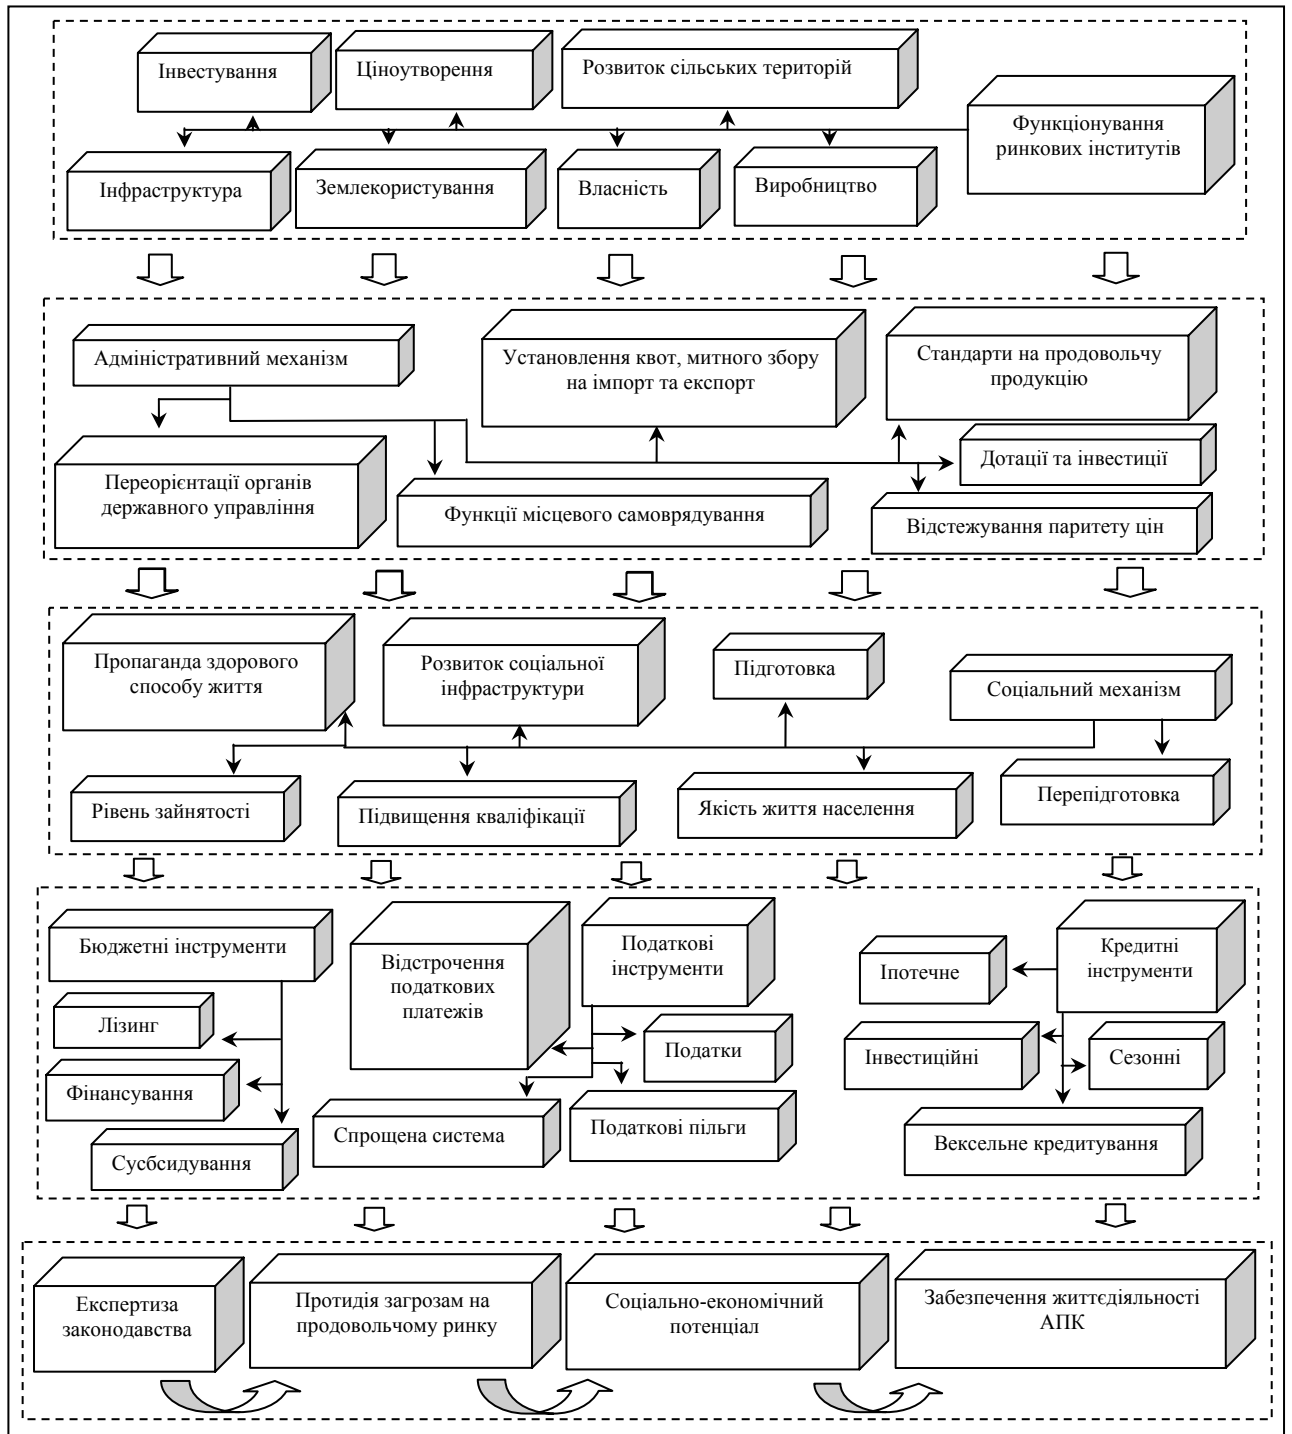 Інвестування
Ціноутворення
Розвиток сільських територій
Функціонування
ринкових інститутів
Інфраструктура
Землекористування
Власність
Виробництво
Адміністративний механізм
Установлення квот, митного збору
на імпорт та експорт
Стандарти на продовольчу
продукцію
Дотації та інвестиції
Переорієнтації органів
державного управління
Функції місцевого самоврядування
Відстежування паритету цін
Пропаганда здорового
способу життя
Розвиток соціальної
інфраструктури
Підготовка
Соціальний механізм
Рівень зайнятості
Підвищення кваліфікації
Якість життя населення
Перепідготовка
Бюджетні інструменти
Відстрочення
податкових
платежів
Податкові
інструменти
Іпотечне
Кредитні
інструменти
Лізинг
Податки
Інвестиційні
Сезонні
Фінансування
Спрощена система
Податкові пільги
Вексельне кредитування
Сусбсидування
Експертиза
законодавства
Протидія загрозам на
продовольчому ринку
Соціально-економічний
потенціал
Забезпечення життєдіяльності
АПК